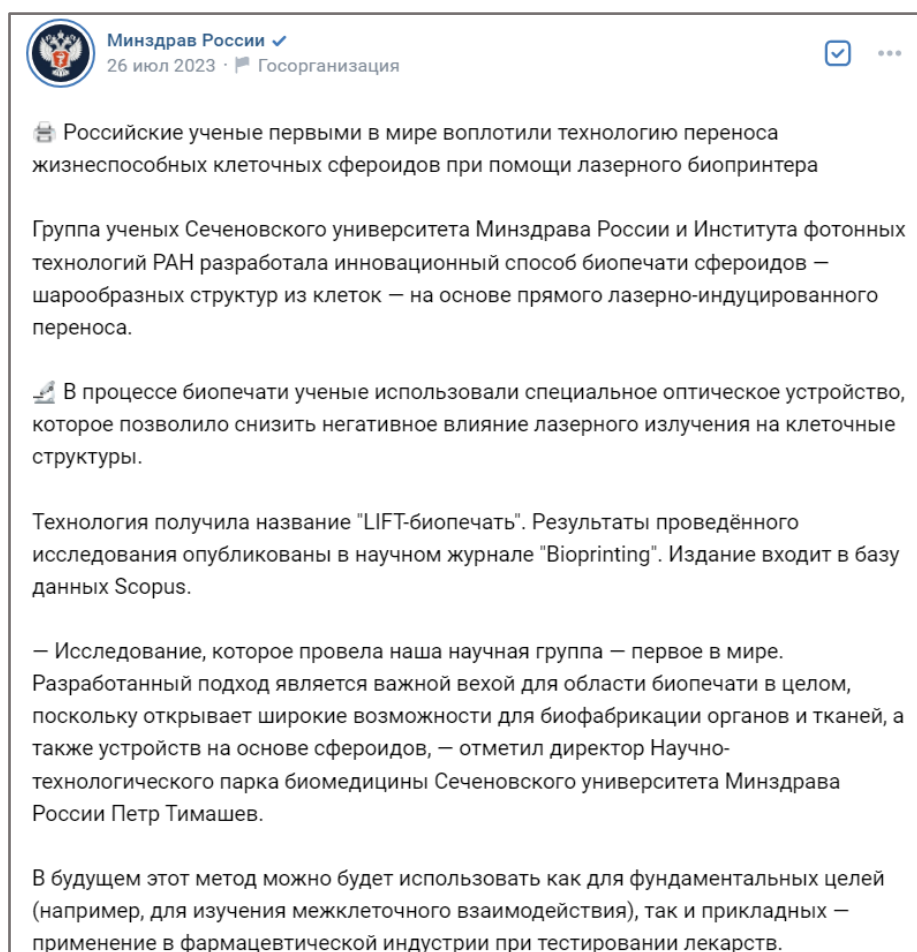 Минздрав России
26 июл 2023 · Госорганизация
Российские ученые первыми в мире воплотили технологию переноса
жизнеспособных клеточных сфероидов при помощи лазерного биопринтера
Группа ученых Сеченовского университета Минздрава России и Института фотонных
технологий РАН разработала инновационный способ биопечати сфероидов —
шарообразных структур из клеток — на основе прямого лазерно-индуцированного
переноса.
В процессе биопечати ученые использовали специальное оптическое устройство,
которое позволило снизить негативное влияние лазерного излучения на клеточные
структуры.
Технология получила название "LIFT-биопечать". Результаты проведённого
исследования опубликованы в научном журнале "Bioprinting". Издание входит в базу
данных Scopus.
— Исследование, которое провела наша научная группа — первое в мире.
Разработанный подход является важной вехой для области биопечати в целом,
поскольку открывает широкие возможности для биофабрикации органов и тканей, а
также устройств на основе сфероидов, — отметил директор Научно-
технологического парка биомедицины Сеченовского университета Минздрава
России Петр Тимашев.
В будущем этот метод можно будет использовать как для фундаментальных целей
(например, для изучения межклеточного взаимодействия), так и прикладных —
применение в фармацевтической индустрии при тестировании лекарств.